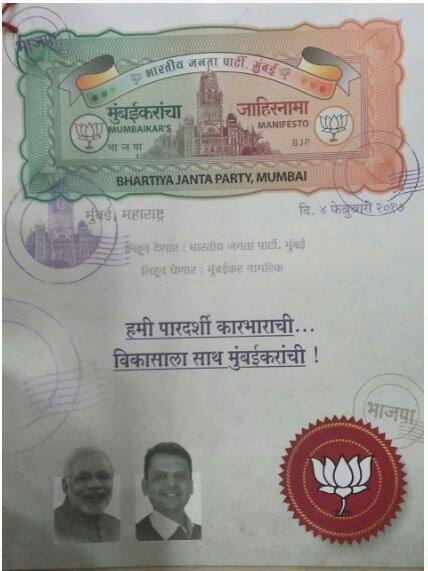 भाजपा
भारतीय जनता पार्टी, मुंबई
मुंबईकरांचा जाहिरनामा
MUMBAIKAR'S MANIFESTO
भाजपा BJP
BHARTIYA JANTA PARTY, MUMBAI
मुंबई, महाराष्ट्र दि. ४ फेब्रुवारी २०१७
लिहून देणार : भारतीय जनता पार्टी, मुंबई
लिहून घेणार : मुंबईकर नागरिक
हमी पारदर्शी कारभाराची...
विकासाला साथ मुंबईकरांची !
भाजपा